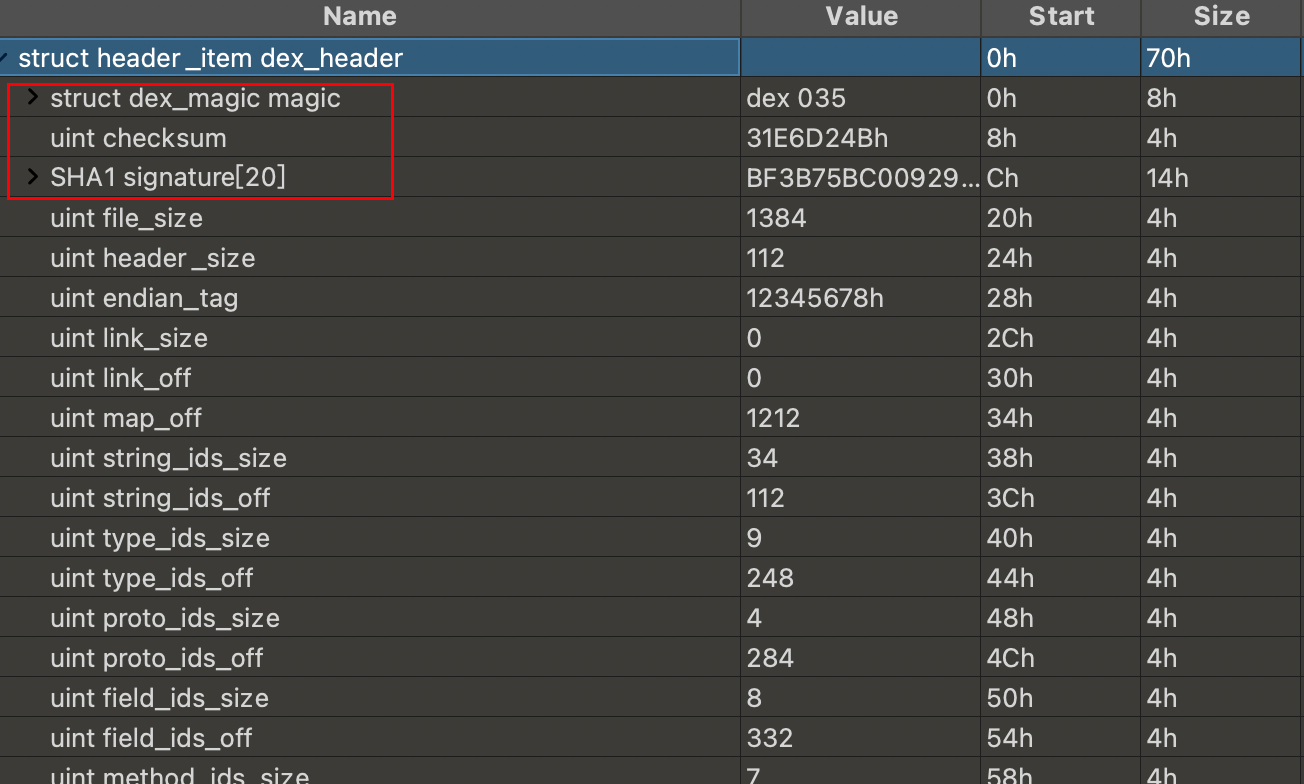 Name Value Start Size
struct header_item dex_header 0h 70h
struct dex_magic magic dex 035 0h 8h
uint checksum 31E6D24Bh 8h 4h
SHA1 signature[20] BF3B75BC00929... Ch 14h
uint file_size 1384 20h 4h
uint header_size 112 24h 4h
uint endian_tag 12345678h 28h 4h
uint link_size 0 2Ch 4h
uint link_off 0 30h 4h
uint map_off 1212 34h 4h
uint string_ids_size 34 38h 4h
uint string_ids_off 112 3Ch 4h
uint type_ids_size 9 40h 4h
uint type_ids_off 248 44h 4h
uint proto_ids_size 4 48h 4h
uint proto_ids_off 284 4Ch 4h
uint field_ids_size 8 50h 4h
uint field_ids_off 332 54h 4h
uint method_ids_size 7 58h 4h